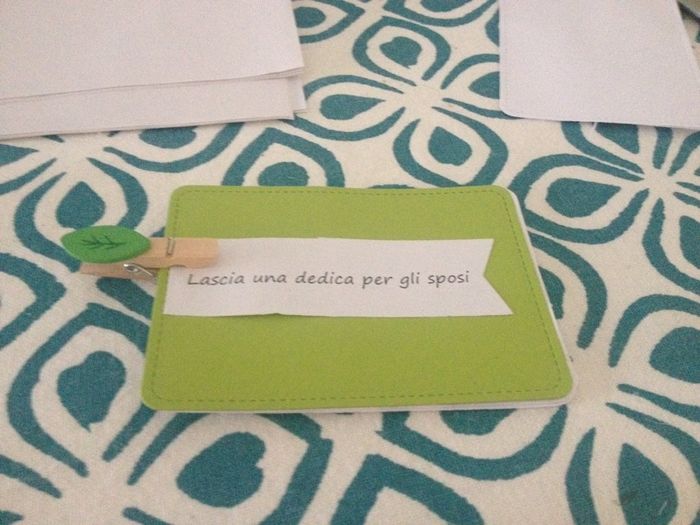 Lascia una dedica per gli sposi